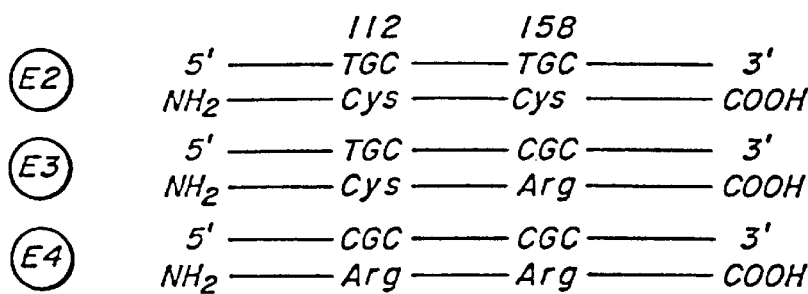 112 158
E2 5' TGC TGC 3'
NH2 Cys Cys COOH
E3 5' TGC CGC 3'
NH2 Cys Arg COOH
E4 5' CGC CGC 3'
NH2 Arg Arg COOH